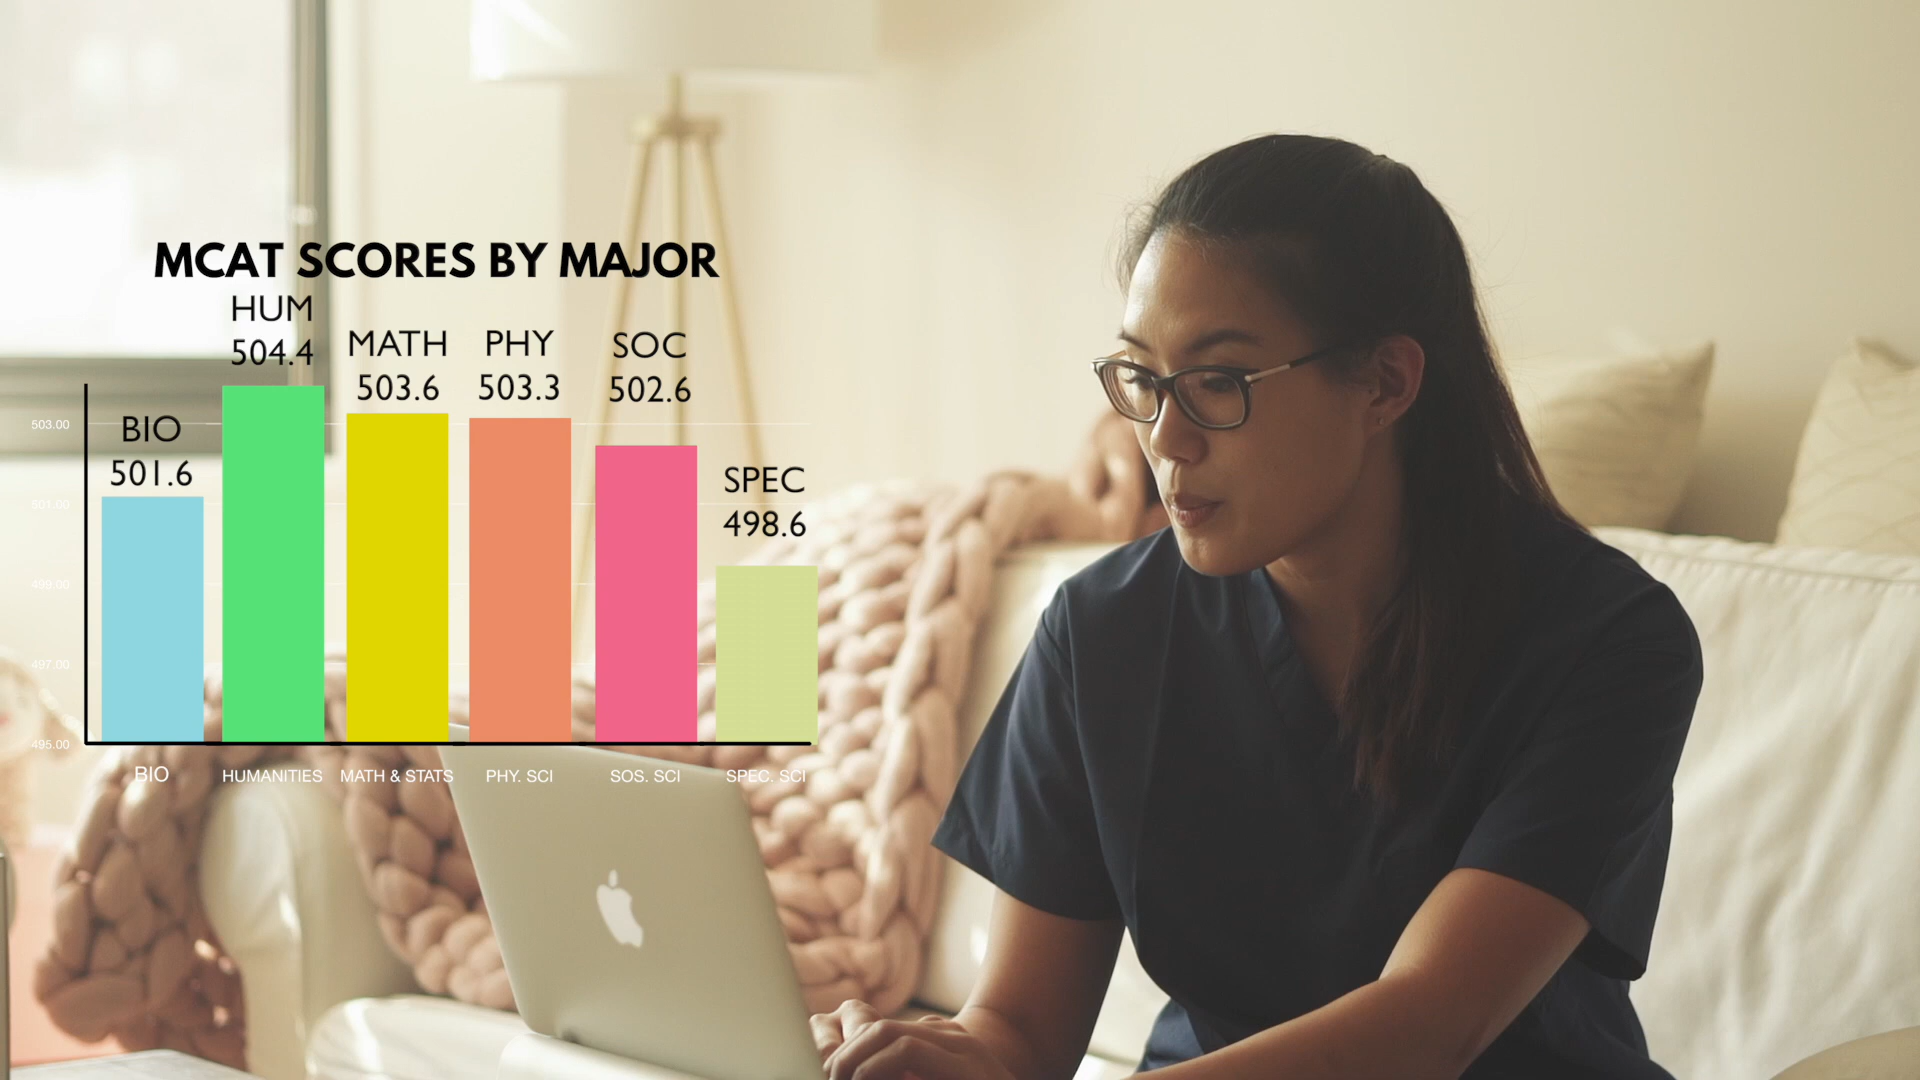 MCAT SCORES BY MAJOR
HUM
504.4
MATH
503.6
PHY
503.3
SOC
502.6
BIO
501.6
SPEC
498.6
503.00
501.00
499.00
497.00
495.00
BIO
HUMANITIES
MATH & STATS
PHY. SCI
SOS. SCI
SPEC. SCI